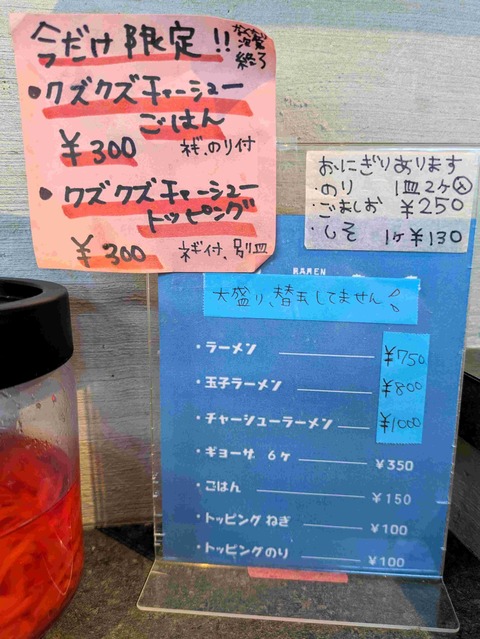 今だけ限定!!
なくなり次第終了
・クズクズチャーシュー
ごはん
¥300 ネギ、のり付
・クズクズチャーシュー
トッピング
¥300 ネギ付、別皿
おにぎりあります
・のり 1皿2ケ入
・ごましお ¥250
・しそ 1ケ¥130
RAMEN
大盛り、替玉してません
・ラーメン ¥750
・玉子ラーメン ¥800
・チャーシューラーメン ¥1000
・ギョーザ 6ケ ¥350
・ごはん ¥150
・トッピングねぎ ¥100
・トッピングのり ¥100